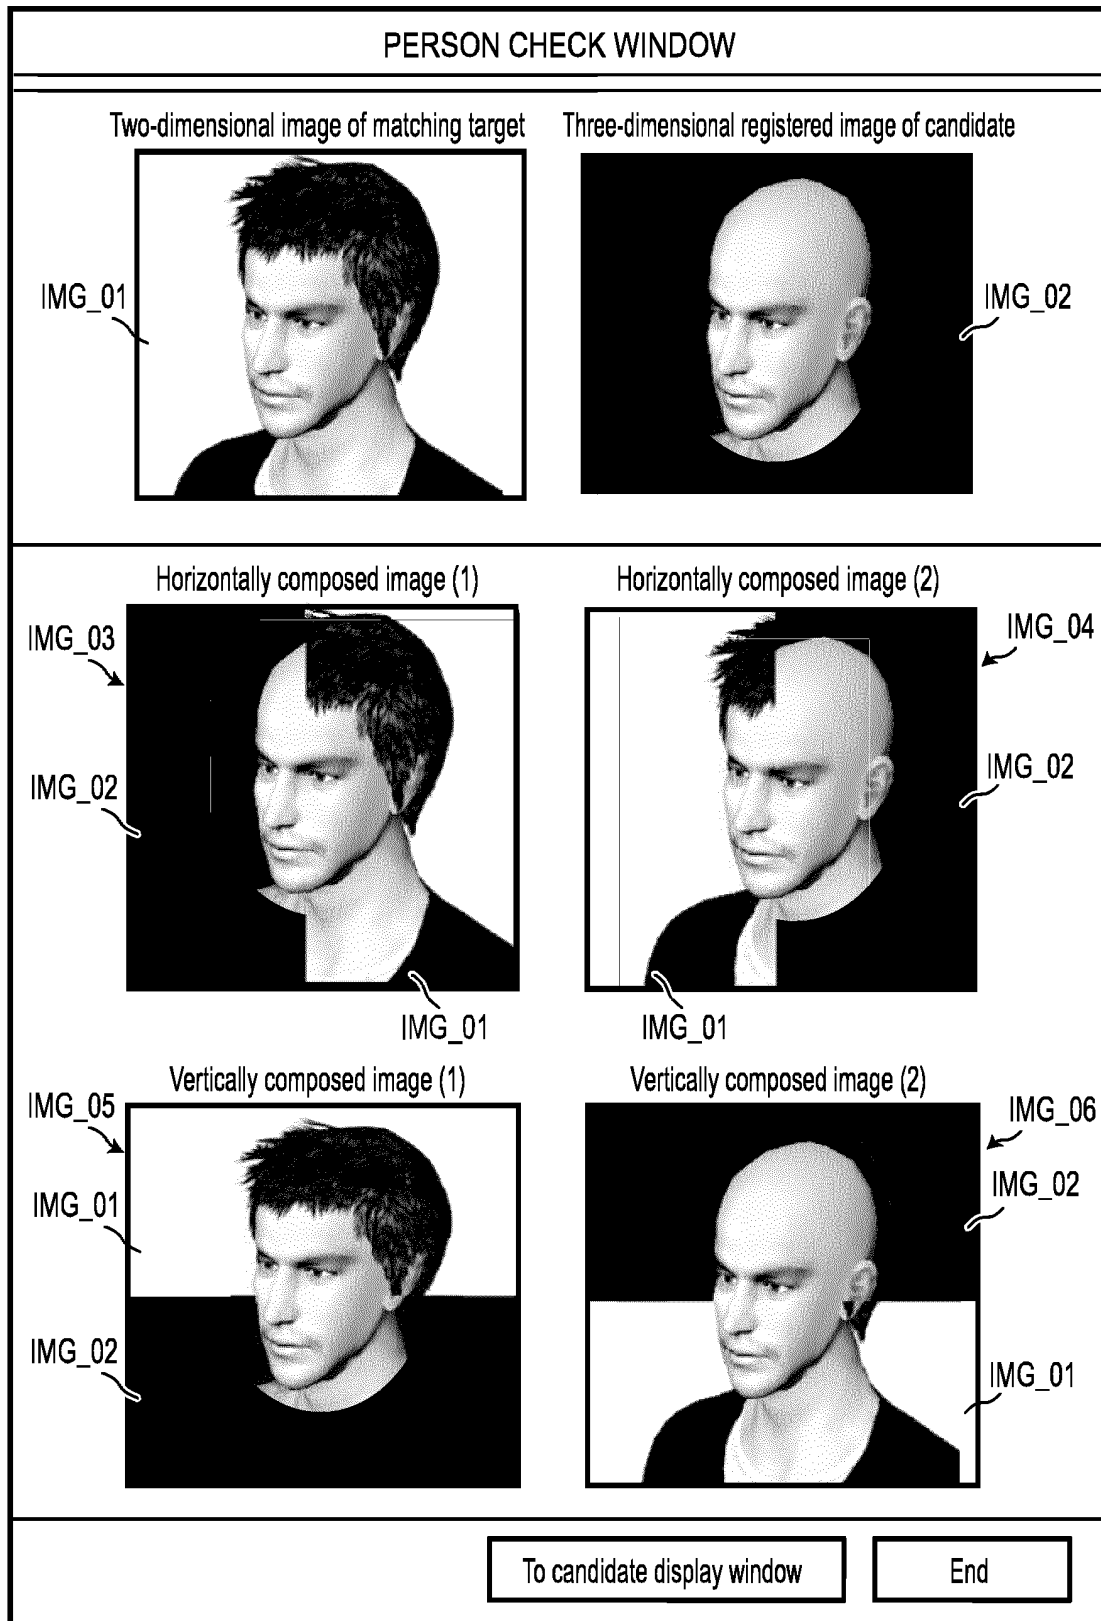 PERSON CHECK WINDOW
Two-dimensional image of matching target
Three-dimensional registered image of candidate
IMG_01
IMG_02
Horizontally composed image (1)
Horizontally composed image (2)
IMG_03
IMG_04
IMG_02
IMG_02
IMG_01
IMG_01
Vertically composed image (1)
Vertically composed image (2)
IMG_05
IMG_06
IMG_01
IMG_02
IMG_02
IMG_01
To candidate display window
End